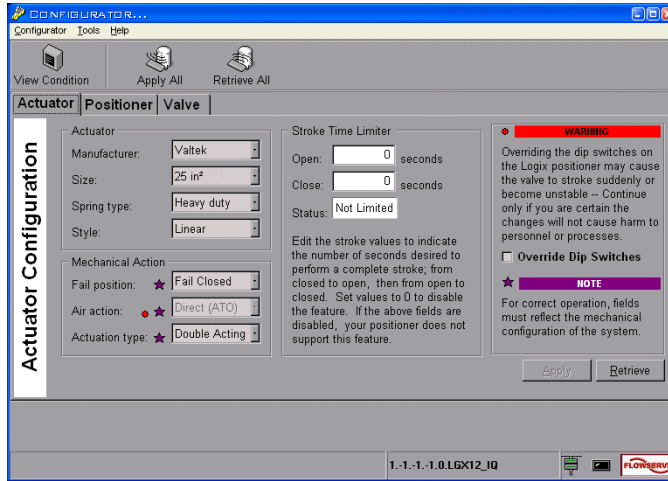 CONFIGURATOR...
Configurator Tools Help
View Condition Apply All Retrieve All
Actuator Positioner Valve
Actuator Configuration
Actuator
Manufacturer: Valtek
Size: 25 in²
Spring type: Heavy duty
Style: Linear
Mechanical Action
Fail position: Fail Closed
Air action: Direct (ATO)
Actuation type: Double Acting
Stroke Time Limiter
Open: 0 seconds
Close: 0 seconds
Status: Not Limited
Edit the stroke values to indicate
the number of seconds desired to
perform a complete stroke; from
closed to open, then from open to
closed. Set values to 0 to disable
the feature. If the above fields are
disabled, your positioner does not
support this feature.
WARNING
Overriding the dip switches on
the Logix positioner may cause
the valve to stroke suddenly or
become unstable -- Continue
only if you are certain the
changes will not cause harm to
personnel or processes.
Override Dip Switches
NOTE
For correct operation, fields
must reflect the mechanical
configuration of the system.
Apply Retrieve
1.-1.-1.-1.0.LGX12_IQ
FLOWSERV